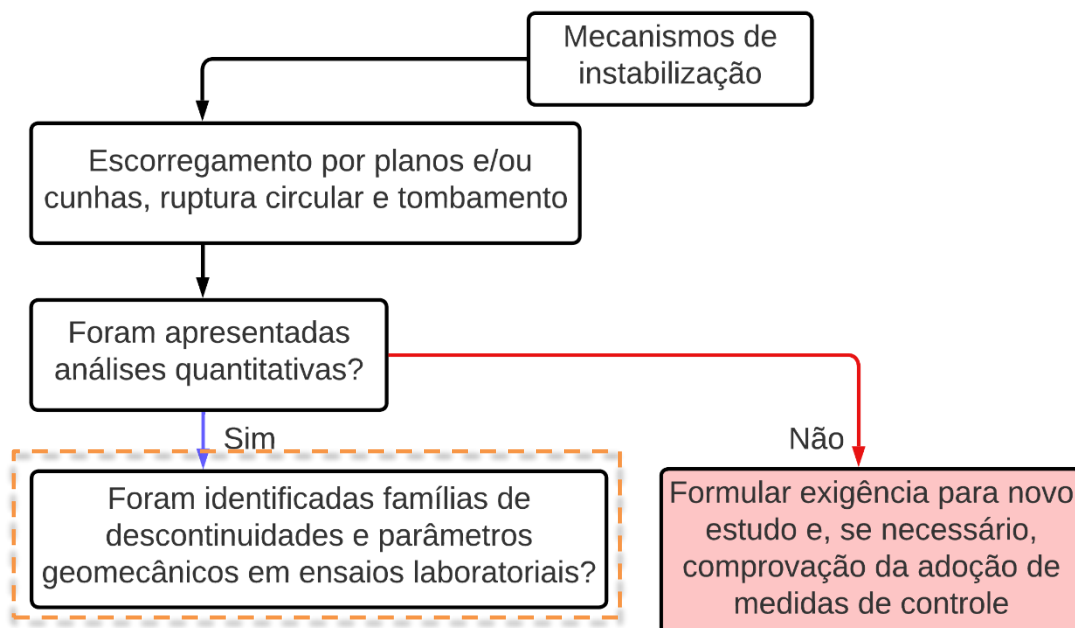 Mecanismos de
instabilização
Escorregamento por planos e/ou
cunhas, ruptura circular e tombamento
Foram apresentadas
análises quantitativas?
Sim
Não
Foram identificadas famílias de
descontinuidades e parâmetros
geomecânicos em ensaios laboratoriais?
Formular exigência para novo
estudo e, se necessário,
comprovação da adoção de
medidas de controle